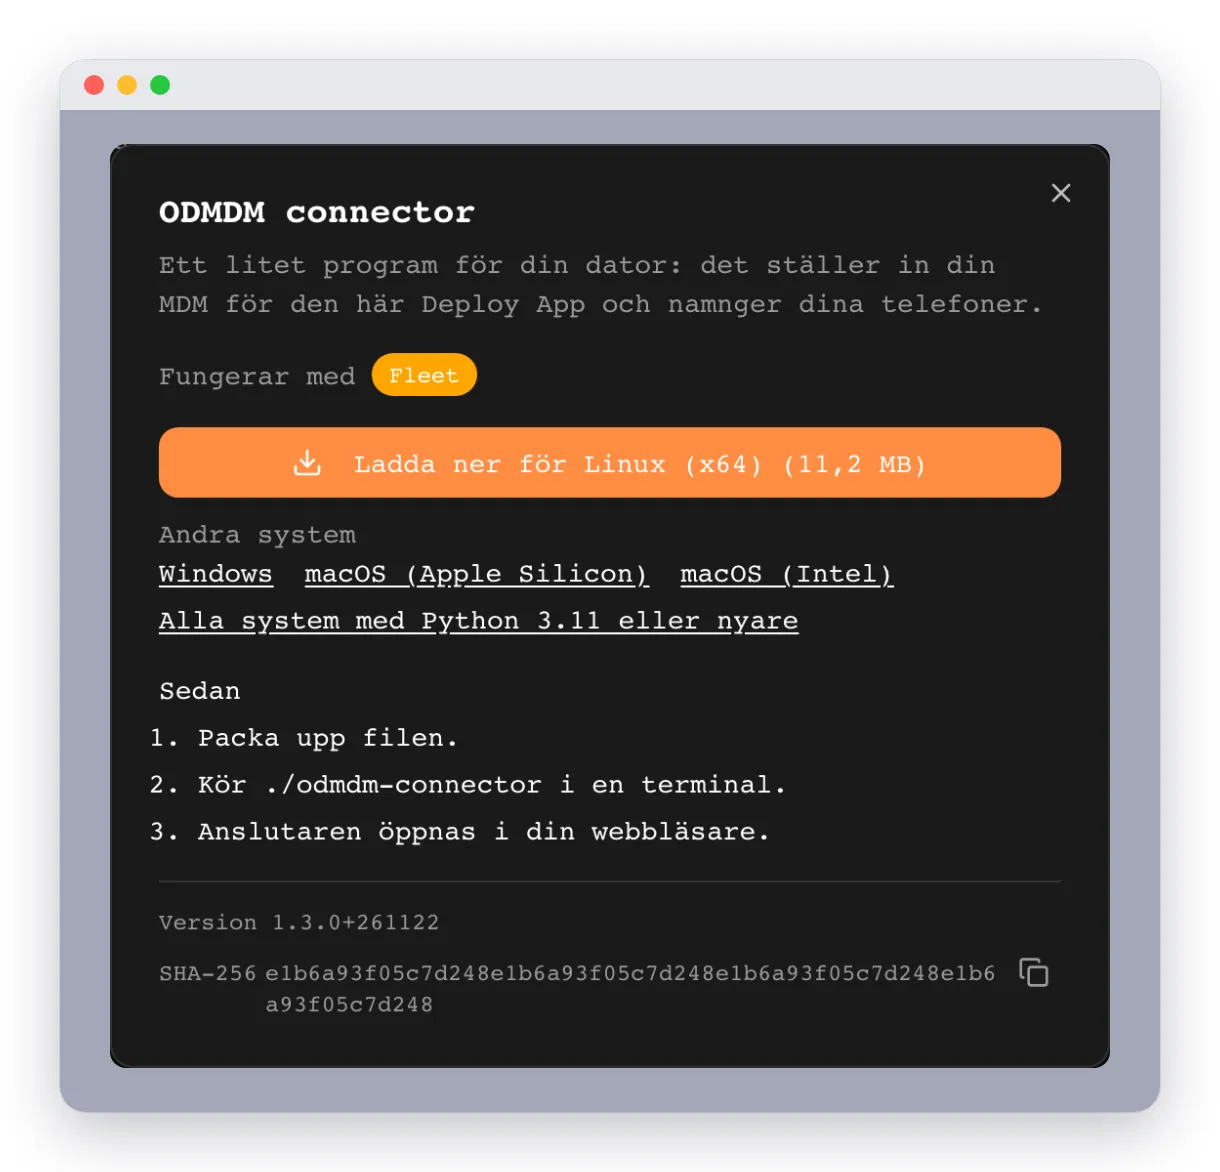 ODMDM connector
Ett litet program för din dator: det ställer in din
MDM för den här Deploy App och namnger dina telefoner.
Fungerar med Fleet
Ladda ner för Linux (x64) (11,2 MB)
Andra system
Windows macOS (Apple Silicon) macOS (Intel)
Alla system med Python 3.11 eller nyare
Sedan
1. Packa upp filen.
2. Kör ./odmdm-connector i en terminal.
3. Anslutaren öppnas i din webbläsare.
Version 1.3.0+261122
SHA-256 e1b6a93f05c7d248e1b6a93f05c7d248e1b6a93f05c7d248e1b6
a93f05c7d248